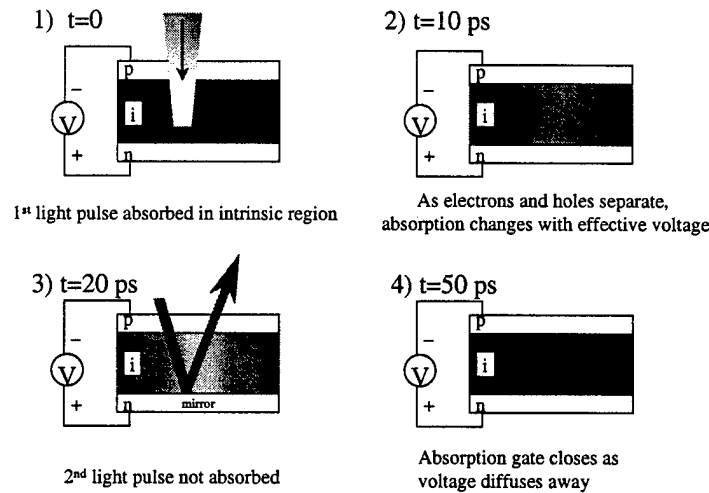 1) t=0
p
−
V
i
+
n
1st light pulse absorbed in intrinsic region
2) t=10 ps
p
−
V
i
+
n
As electrons and holes separate,
absorption changes with effective voltage
3) t=20 ps
p
−
V
i
+
n
mirror
2nd light pulse not absorbed
4) t=50 ps
p
−
V
i
+
n
Absorption gate closes as
voltage diffuses away